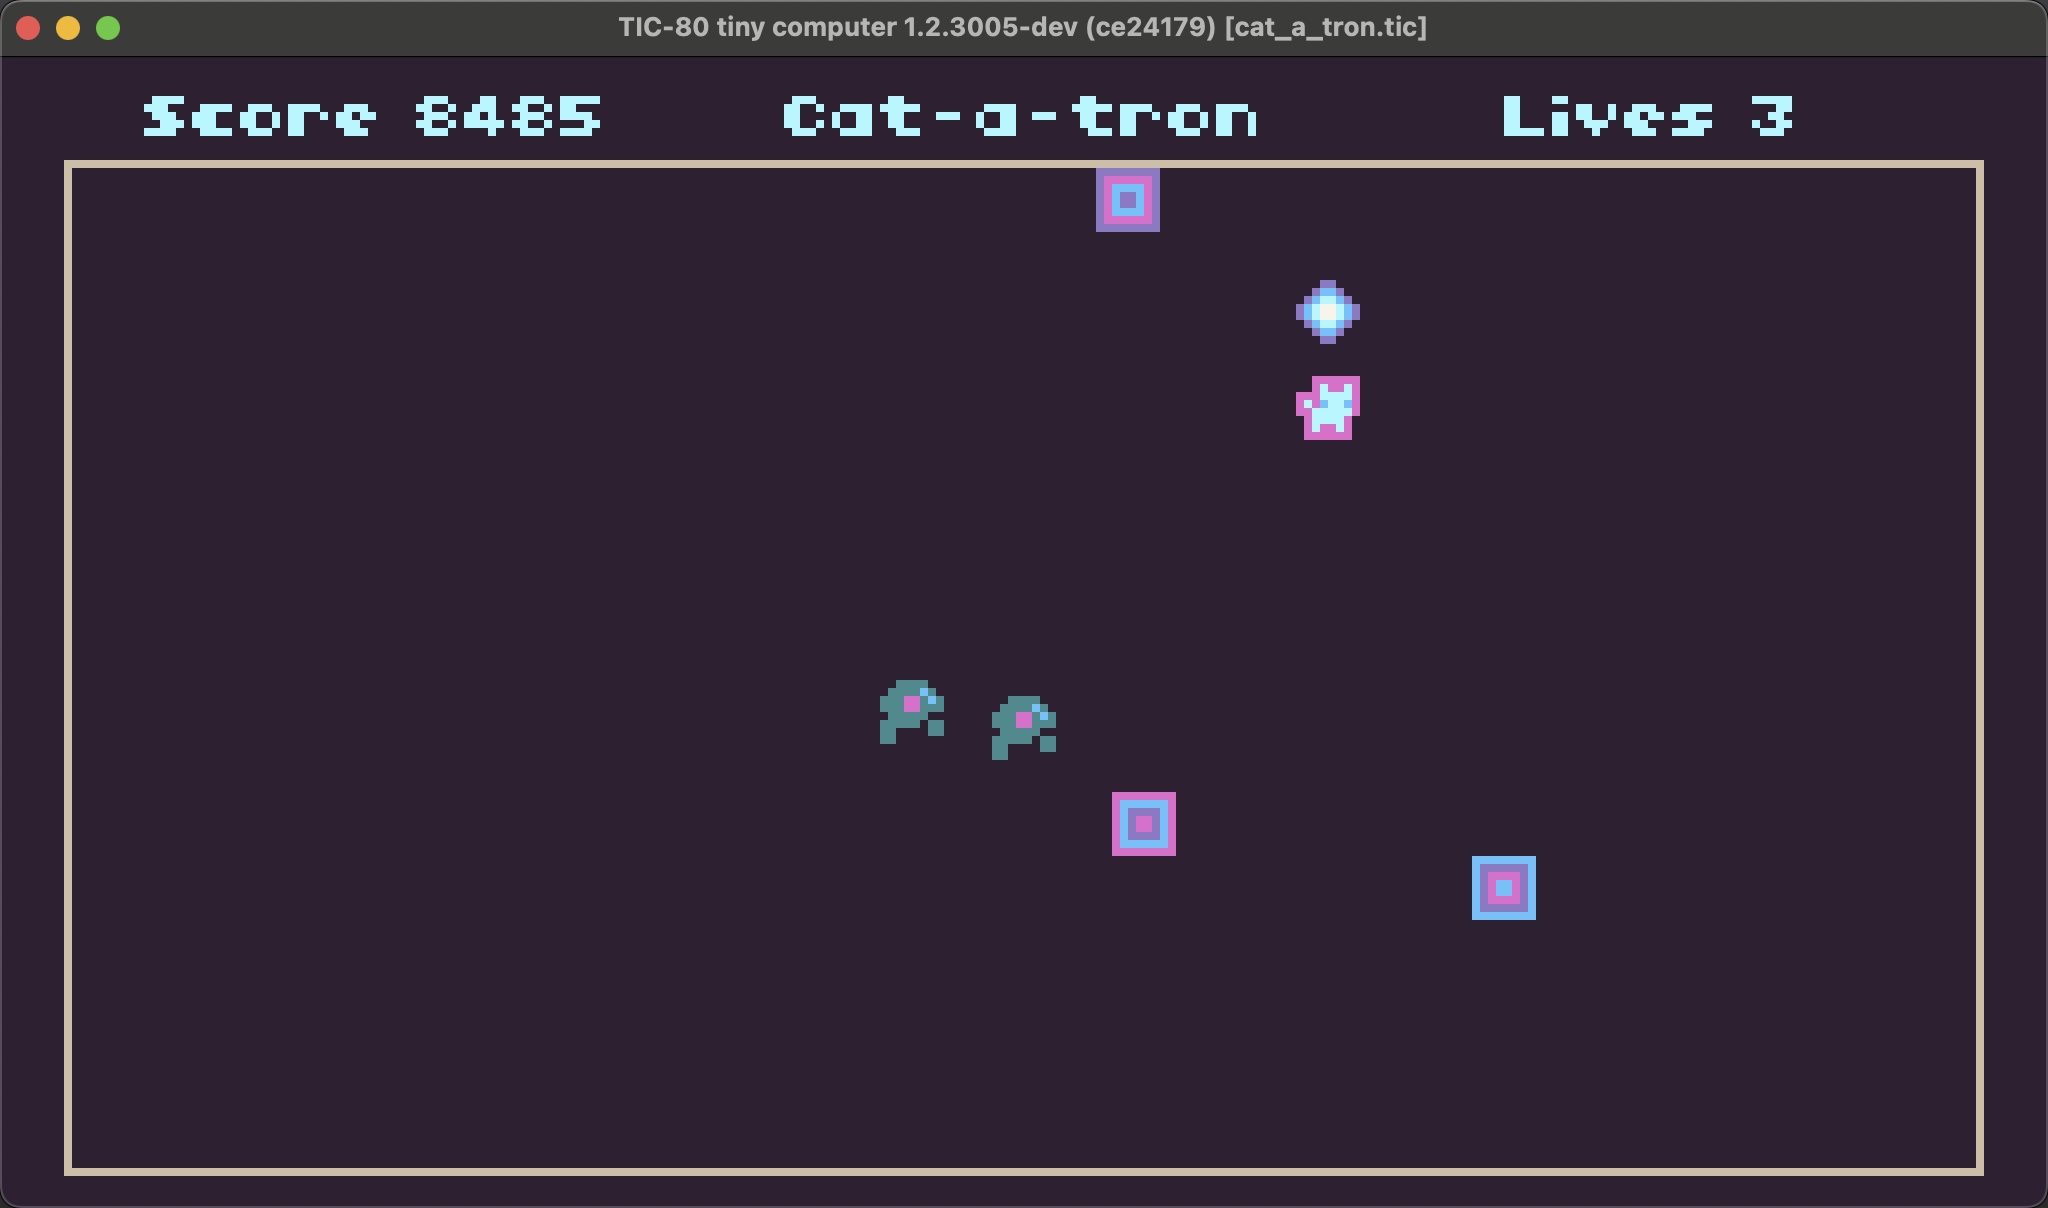 TIC-80 tiny computer 1.2.3005-dev (ce24179) [cat_a_tron.tic]
Score 8485 Cat-a-tron Lives 3